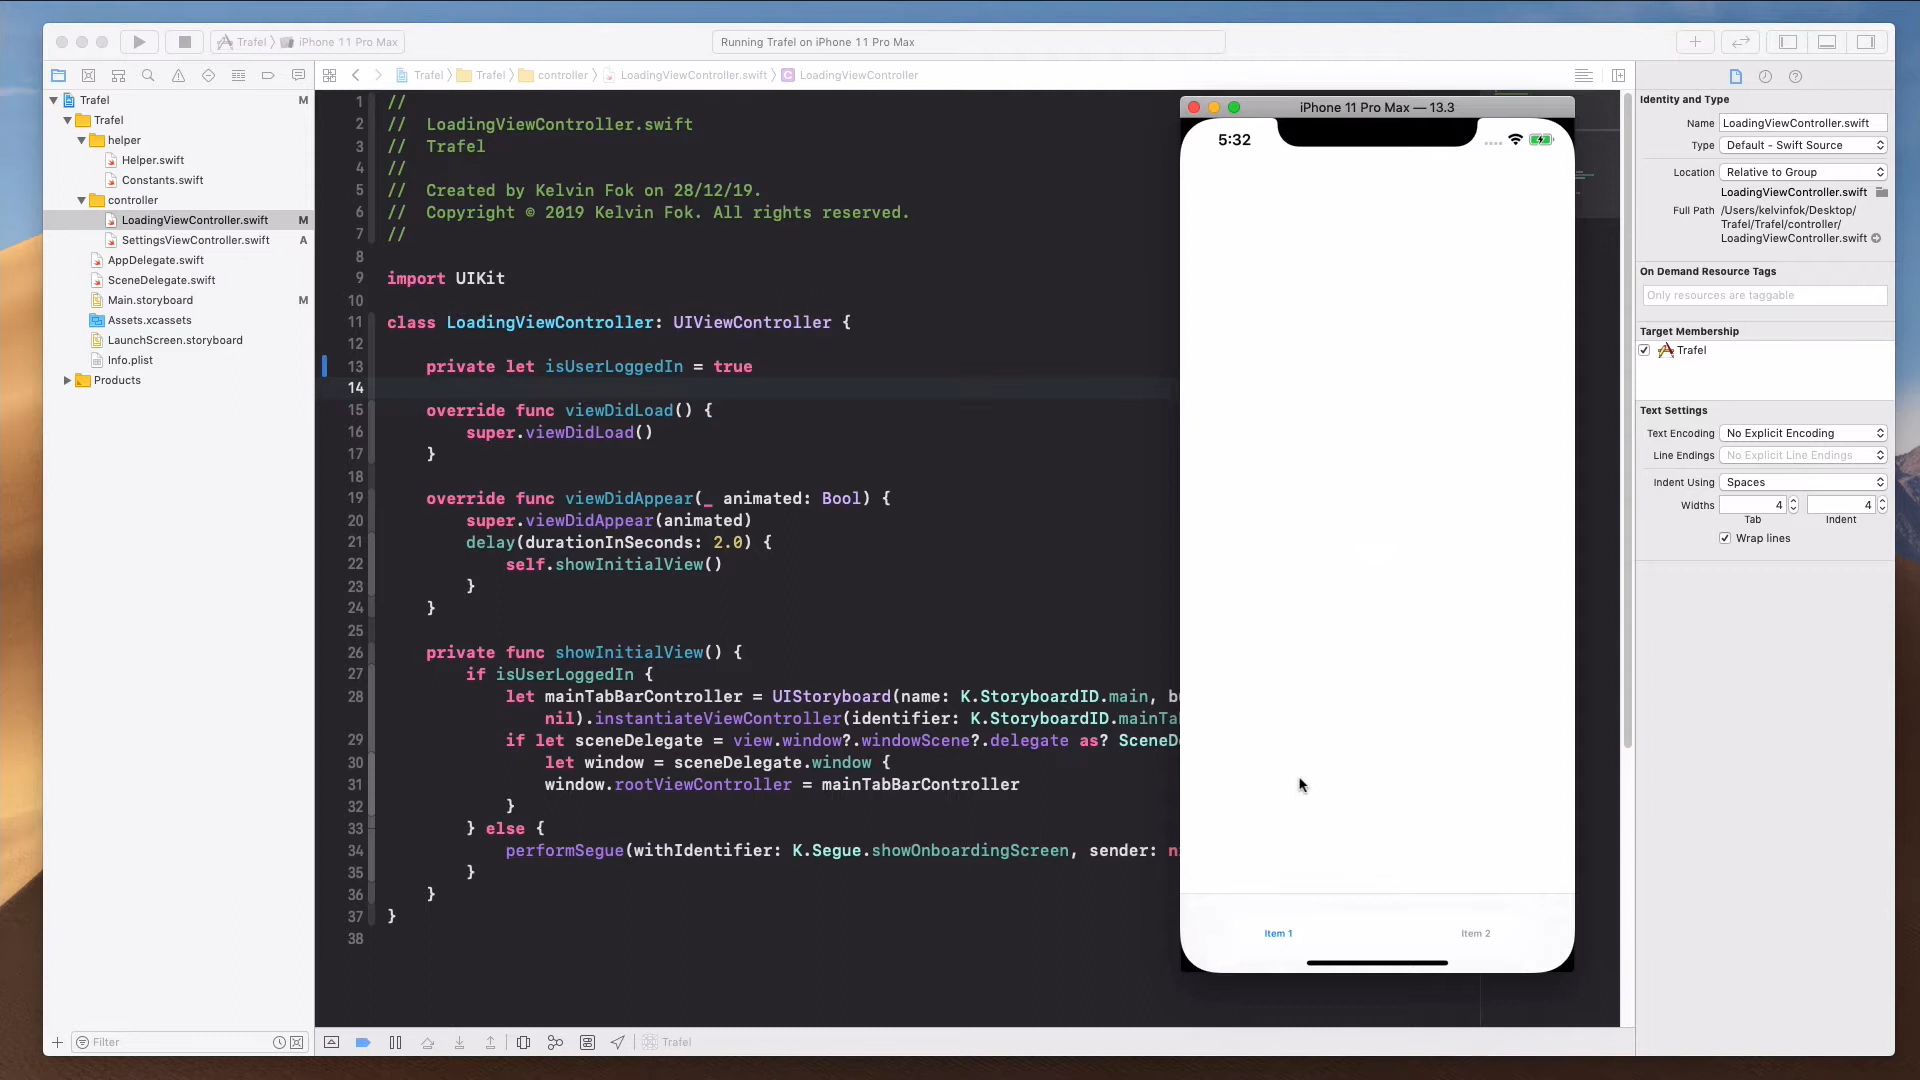 Trafel
iPhone 11 Pro Max
Running Trafel on iPhone 11 Pro Max
Trafel
Trafel
controller
LoadingViewController.swift
C
LoadingViewController
Trafel M
Trafel
helper
Helper.swift
Constants.swift
controller
LoadingViewController.swift M
SettingsViewController.swift A
AppDelegate.swift
SceneDelegate.swift
Main.storyboard M
Assets.xcassets
LaunchScreen.storyboard
Info.plist
Products
Filter
1 //
2 //  LoadingViewController.swift
3 //  Trafel
4 //
5 //  Created by Kelvin Fok on 28/12/19.
6 //  Copyright © 2019 Kelvin Fok. All rights reserved.
7 //
8
9 import UIKit
10
11 class LoadingViewController: UIViewController {
12
13     private let isUserLoggedIn = true
14
15     override func viewDidLoad() {
16         super.viewDidLoad()
17     }
18
19     override func viewDidAppear(_ animated: Bool) {
20         super.viewDidAppear(animated)
21         delay(durationInSeconds: 2.0) {
22             self.showInitialView()
23         }
24     }
25
26     private func showInitialView() {
27         if isUserLoggedIn {
28             let mainTabBarController = UIStoryboard(name: K.StoryboardID.main, b
nil).instantiateViewController(identifier: K.StoryboardID.mainTa
29             if let sceneDelegate = view.window?.windowScene?.delegate as? SceneD
30                 let window = sceneDelegate.window {
31                 window.rootViewController = mainTabBarController
32             }
33         } else {
34             performSegue(withIdentifier: K.Segue.showOnboardingScreen, sender: n
35         }
36     }
37 }
38
Trafel
iPhone 11 Pro Max — 13.3
5:32
Item 1
Item 2
Identity and Type
Name LoadingViewController.swift
Type Default - Swift Source
Location Relative to Group
LoadingViewController.swift
Full Path /Users/kelvinfok/Desktop/
Trafel/Trafel/controller/
LoadingViewController.swift
On Demand Resource Tags
Only resources are taggable
Target Membership
Trafel
Text Settings
Text Encoding No Explicit Encoding
Line Endings No Explicit Line Endings
Indent Using Spaces
Widths 4 4
Tab Indent
Wrap lines